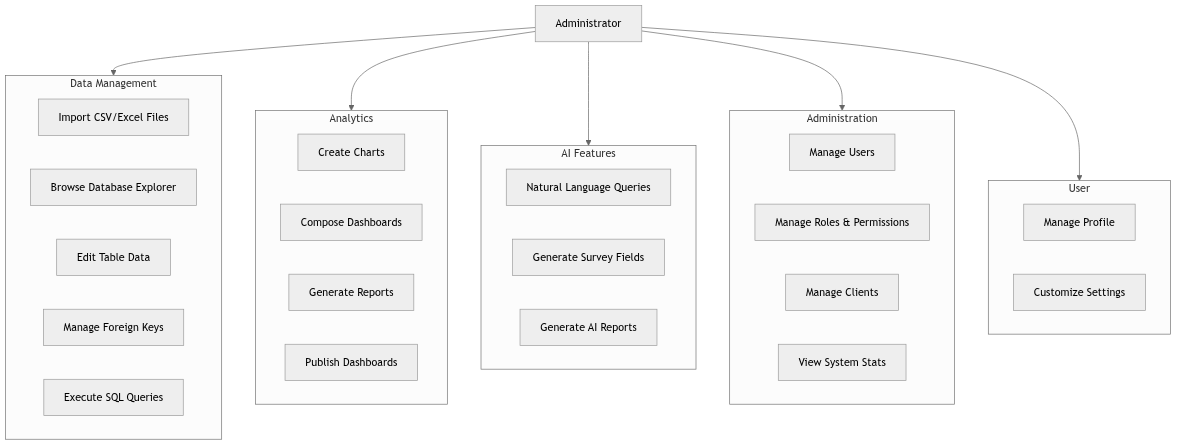 Administrator
Data Management
Import CSV/Excel Files
Browse Database Explorer
Edit Table Data
Manage Foreign Keys
Execute SQL Queries
Analytics
Create Charts
Compose Dashboards
Generate Reports
Publish Dashboards
AI Features
Natural Language Queries
Generate Survey Fields
Generate AI Reports
Administration
Manage Users
Manage Roles & Permissions
Manage Clients
View System Stats
User
Manage Profile
Customize Settings